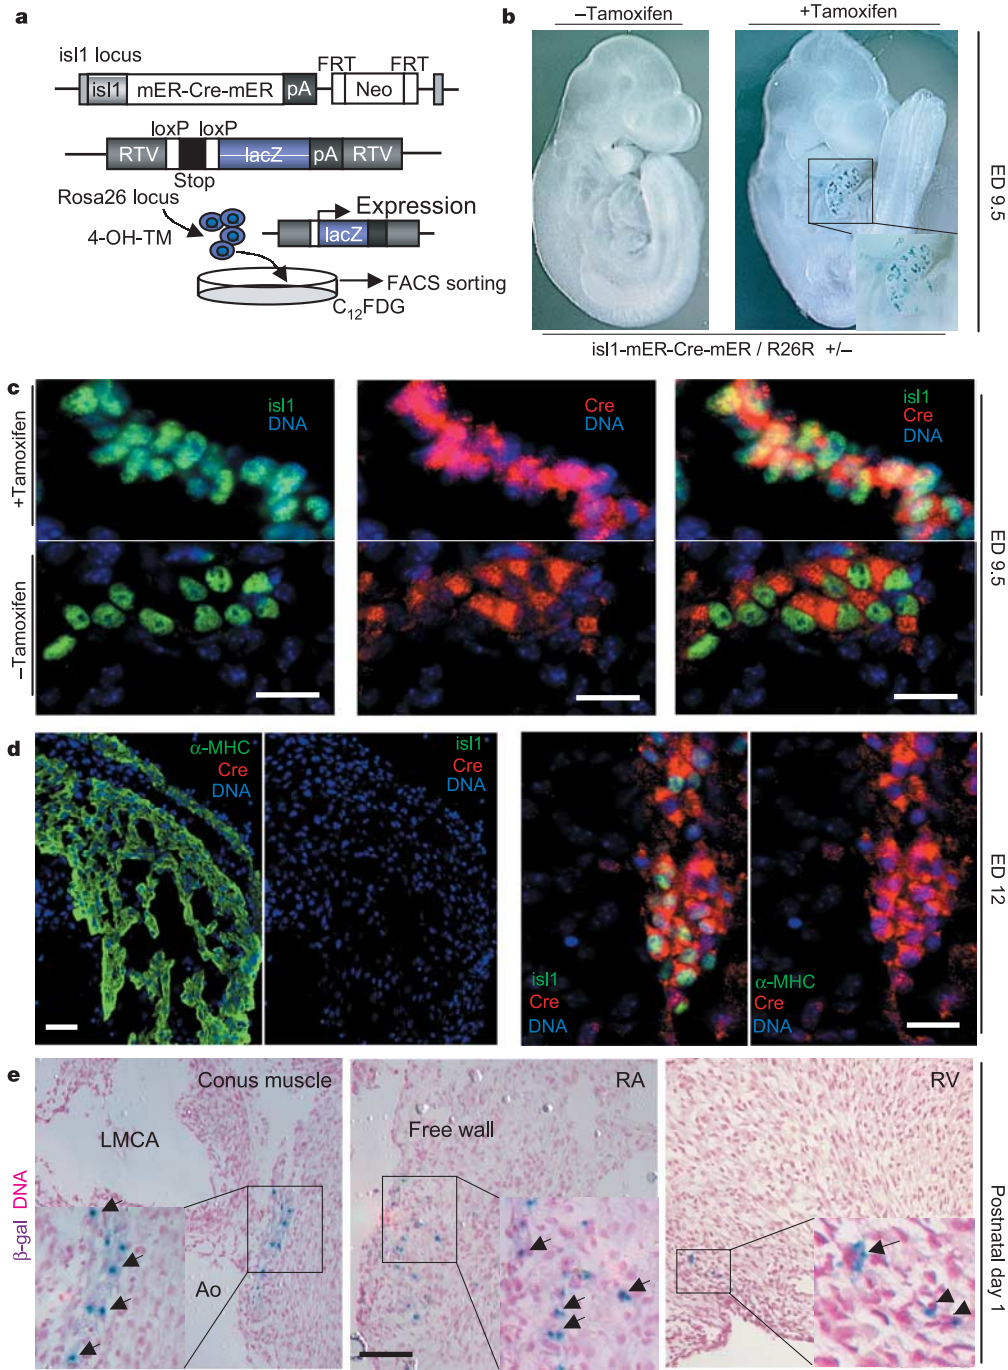 a
isl1 locus
FRT FRT
isl1 mER-Cre-mER pA Neo
loxP loxP
RTV lacZ pA RTV
Stop
Rosa26 locus
Expression
4-OH-TM
lacZ
FACS sorting
C12FDG
b
–Tamoxifen
+Tamoxifen
ED 9.5
isl1-mER-Cre-mER / R26R +/–
c
+Tamoxifen
isl1
DNA
Cre
DNA
isl1
Cre
DNA
–Tamoxifen
ED 9.5
d
α-MHC
Cre
DNA
isl1
Cre
DNA
isl1
Cre
DNA
α-MHC
Cre
DNA
ED 12
e
β-gal DNA
Conus muscle
LMCA
Ao
RA
Free wall
RV
Postnatal day 1